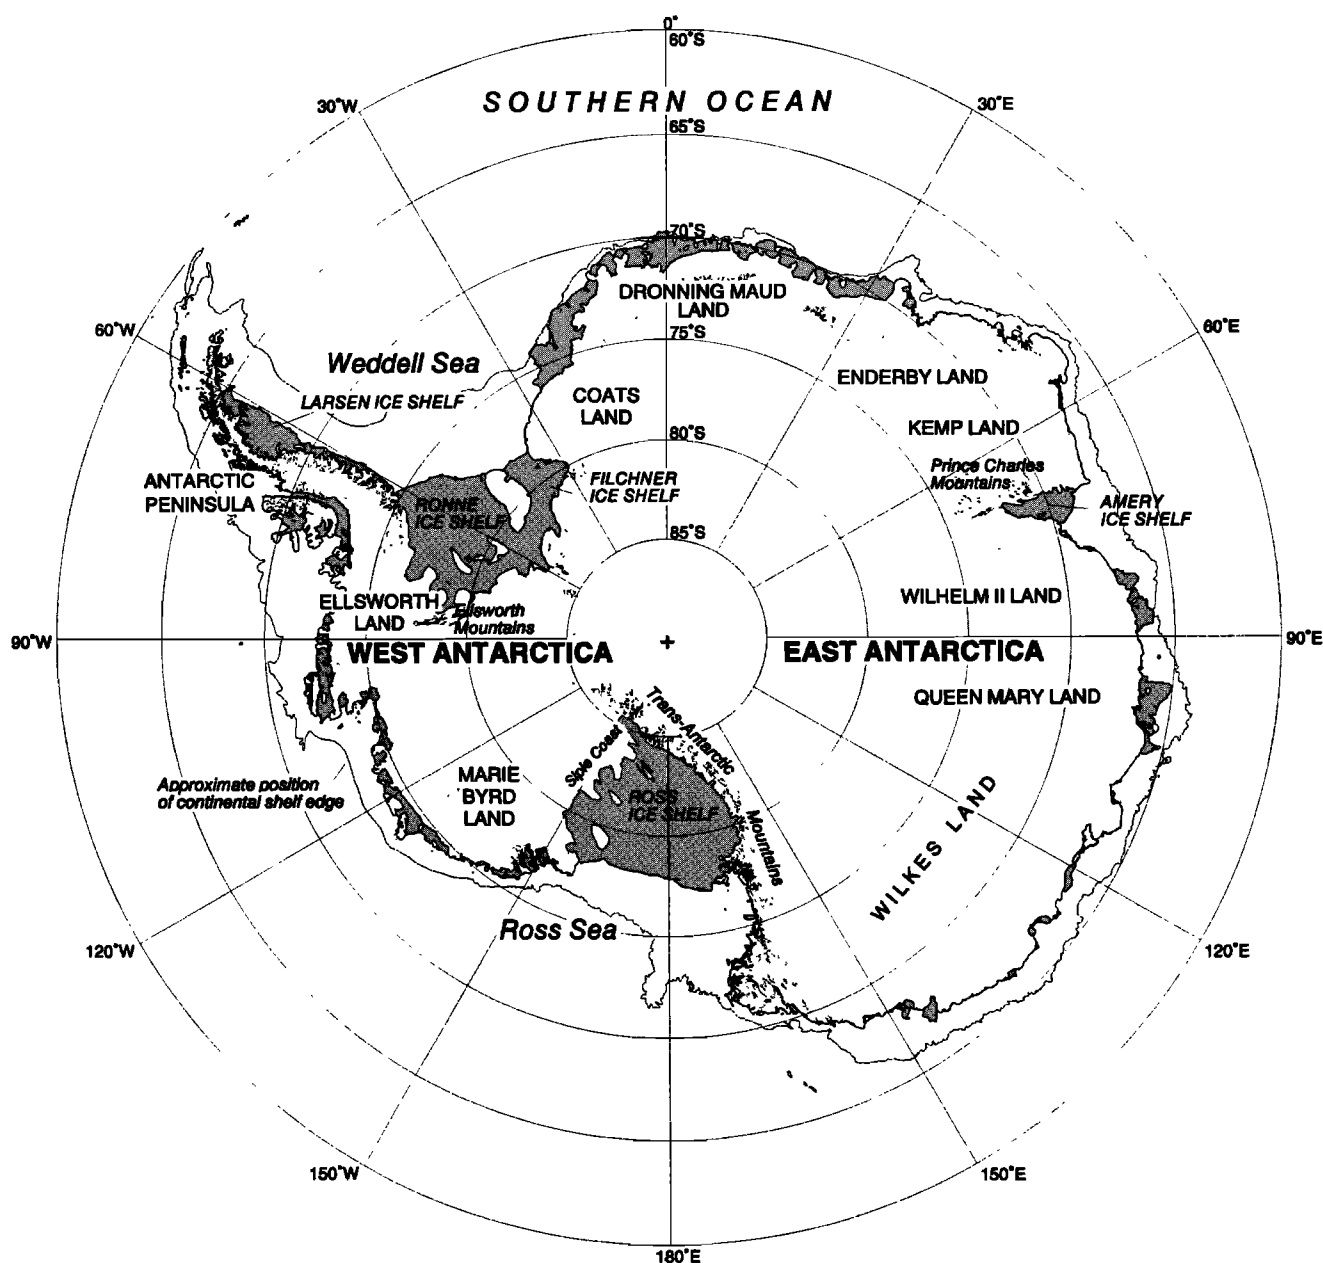 0°
60°S
30°W
SOUTHERN OCEAN
30°E
65°S
70°S
DRONNING MAUD
LAND
60°W
60°E
75°S
Weddell Sea
ENDERBY LAND
LARSEN ICE SHELF
COATS
LAND
KEMP LAND
80°S
ANTARCTIC
PENINSULA
FILCHNER
ICE SHELF
Prince Charles
Mountains
RONNE
ICE SHELF
AMERY
ICE SHELF
85°S
ELLSWORTH
LAND
Ellsworth
Mountains
WILHELM II LAND
90°W
WEST ANTARCTICA
+
EAST ANTARCTICA
90°E
QUEEN MARY LAND
Trans-Antarctic
Mountains
Siple Coast
Approximate position
of continental shelf edge
MARIE
BYRD
LAND
ROSS
ICE SHELF
WILKES LAND
Ross Sea
120°W
120°E
150°W
150°E
180°E